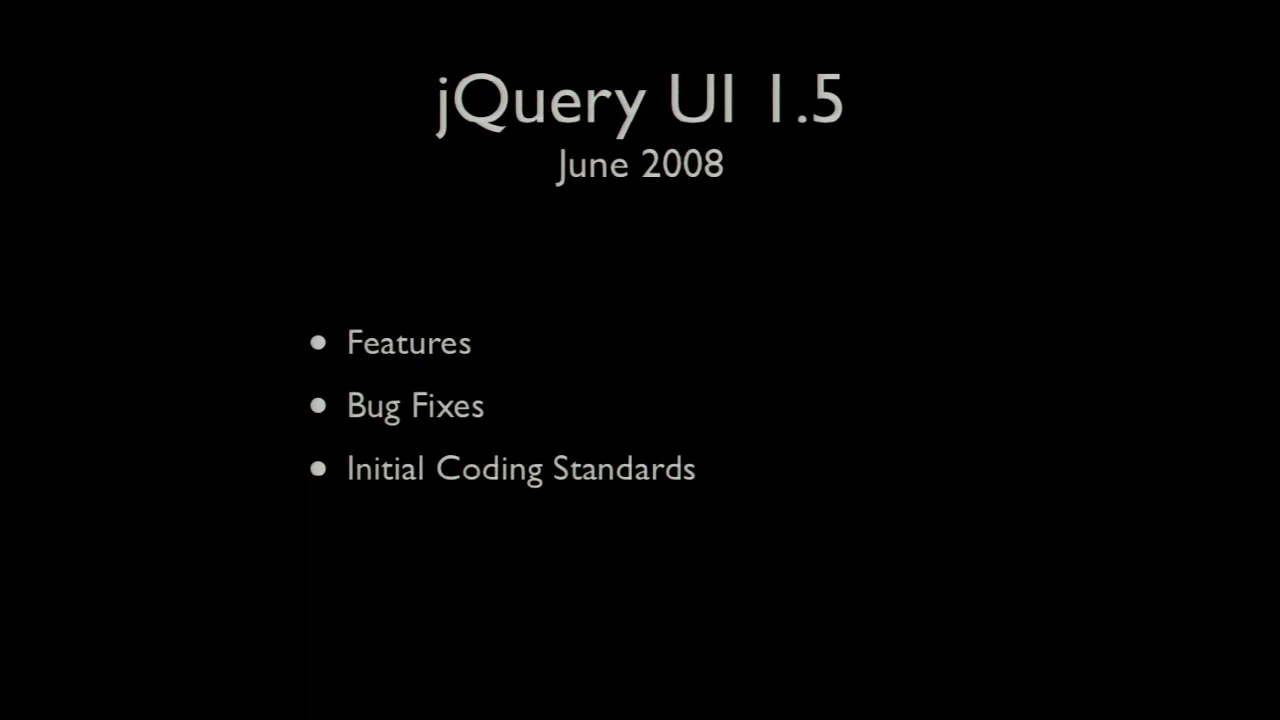 jQuery UI 1.5
June 2008
• Features
• Bug Fixes
• Initial Coding Standards